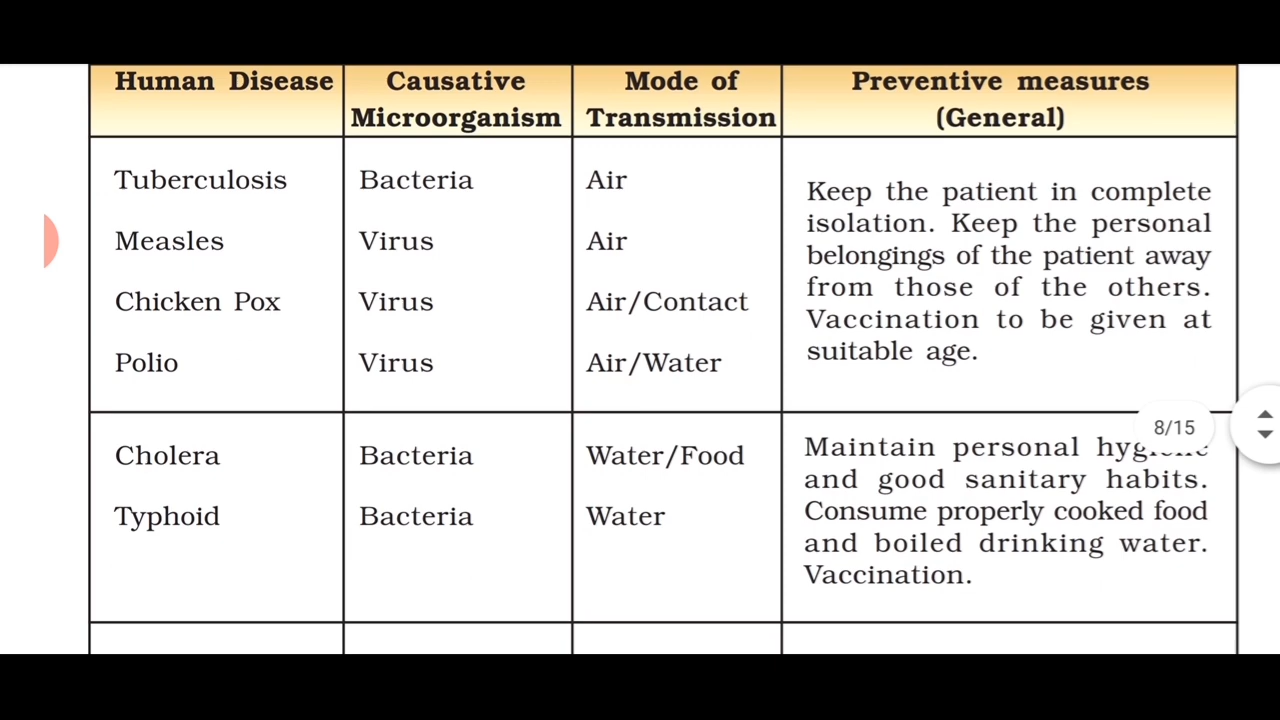 Human Disease
Causative
Microorganism
Mode of
Transmission
Preventive measures
(General)
Tuberculosis
Bacteria
Air
Measles
Virus
Air
Chicken Pox
Virus
Air/Contact
Polio
Virus
Air/Water
Keep the patient in complete
isolation. Keep the personal
belongings of the patient away
from those of the others.
Vaccination to be given at
suitable age.
Cholera
Bacteria
Water/Food
Typhoid
Bacteria
Water
Maintain personal
and good sanitary habits.
Consume properly cooked food
and boiled drinking water.
Vaccination.
8/15